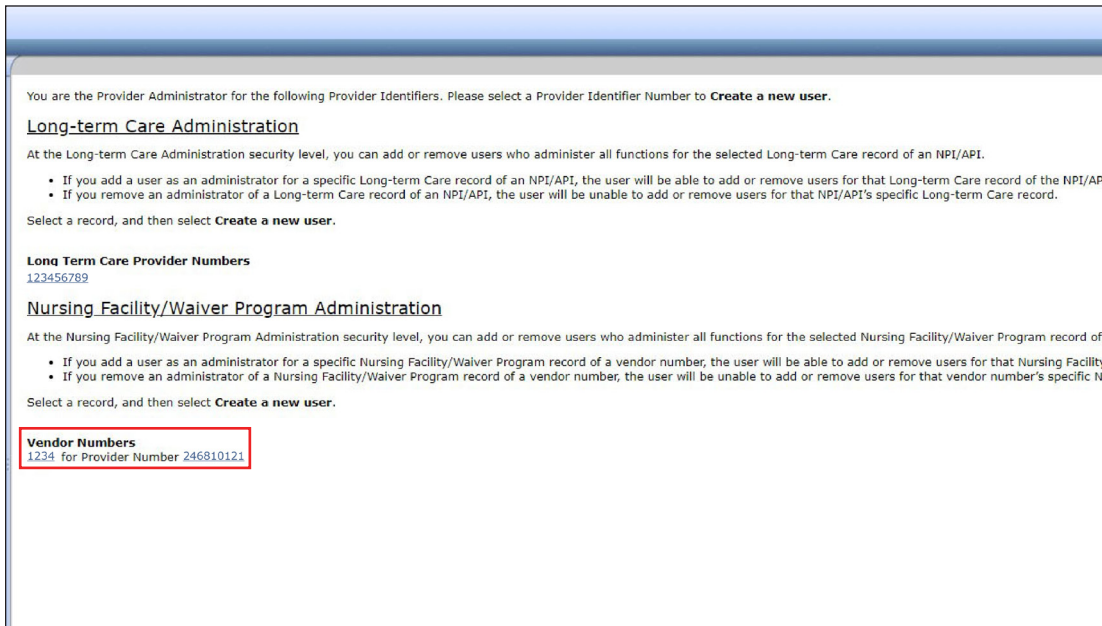 You are the Provider Administrator for the following Provider Identifiers. Please select a Provider Identifier Number to Create a new user.
Long-term Care Administration
At the Long-term Care Administration security level, you can add or remove users who administer all functions for the selected Long-term Care record of an NPI/API.
• If you add a user as an administrator for a specific Long-term Care record of an NPI/API, the user will be able to add or remove users for that Long-term Care record of the NPI/AP
• If you remove an administrator of a Long-term Care record of an NPI/API, the user will be unable to add or remove users for that NPI/API's specific Long-term Care record.
Select a record, and then select Create a new user.
Long Term Care Provider Numbers
123456789
Nursing Facility/Waiver Program Administration
At the Nursing Facility/Waiver Program Administration security level, you can add or remove users who administer all functions for the selected Nursing Facility/Waiver Program record of
• If you add a user as an administrator for a specific Nursing Facility/Waiver Program record of a vendor number, the user will be able to add or remove users for that Nursing Facility
• If you remove an administrator of a Nursing Facility/Waiver Program record of a vendor number, the user will be unable to add or remove users for that vendor number's specific N
Select a record, and then select Create a new user.
Vendor Numbers
1234 for Provider Number 246810121